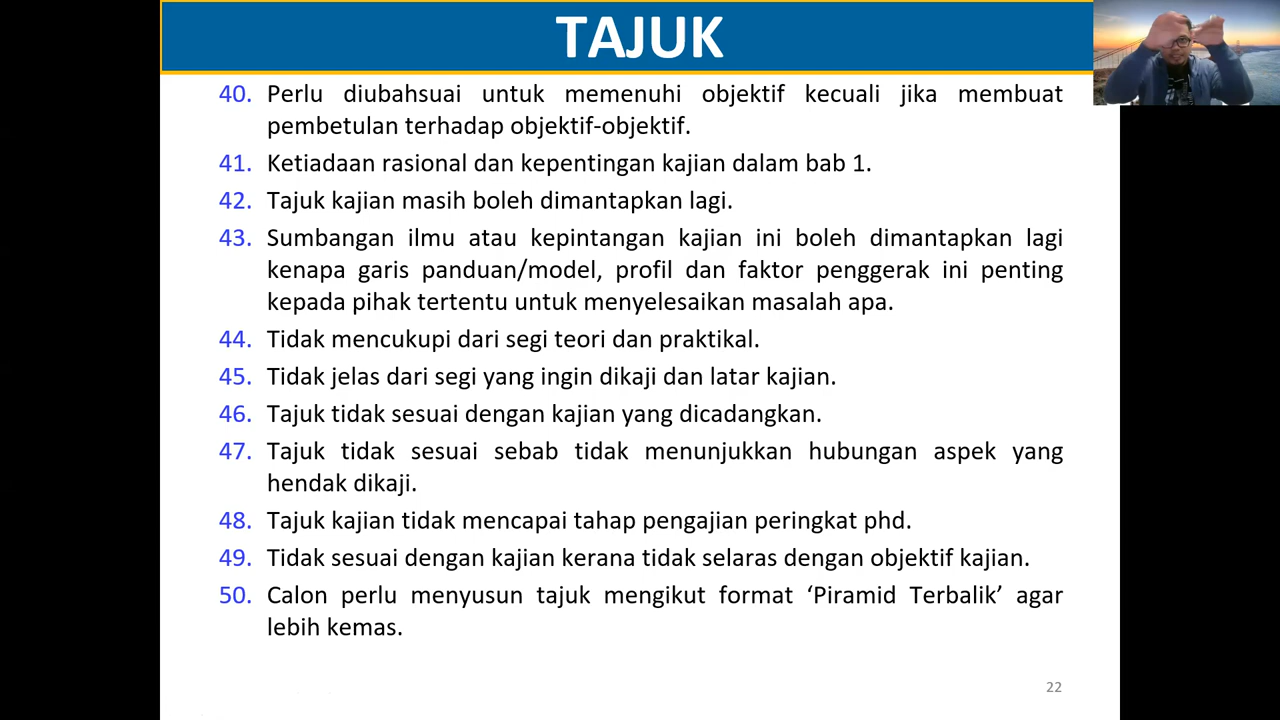 TAJUK
40. Perlu diubahsuai untuk memenuhi objektif kecuali jika membuat
pembetulan terhadap objektif-objektif.
41. Ketiadaan rasional dan kepentingan kajian dalam bab 1.
42. Tajuk kajian masih boleh dimantapkan lagi.
43. Sumbangan ilmu atau kepintangan kajian ini boleh dimantapkan lagi
kenapa garis panduan/model, profil dan faktor penggerak ini penting
kepada pihak tertentu untuk menyelesaikan masalah apa.
44. Tidak mencukupi dari segi teori dan praktikal.
45. Tidak jelas dari segi yang ingin dikaji dan latar kajian.
46. Tajuk tidak sesuai dengan kajian yang dicadangkan.
47. Tajuk tidak sesuai sebab tidak menunjukkan hubungan aspek yang
hendak dikaji.
48. Tajuk kajian tidak mencapai tahap pengajian peringkat phd.
49. Tidak sesuai dengan kajian kerana tidak selaras dengan objektif kajian.
50. Calon perlu menyusun tajuk mengikut format ‘Piramid Terbalik’ agar
lebih kemas.
22